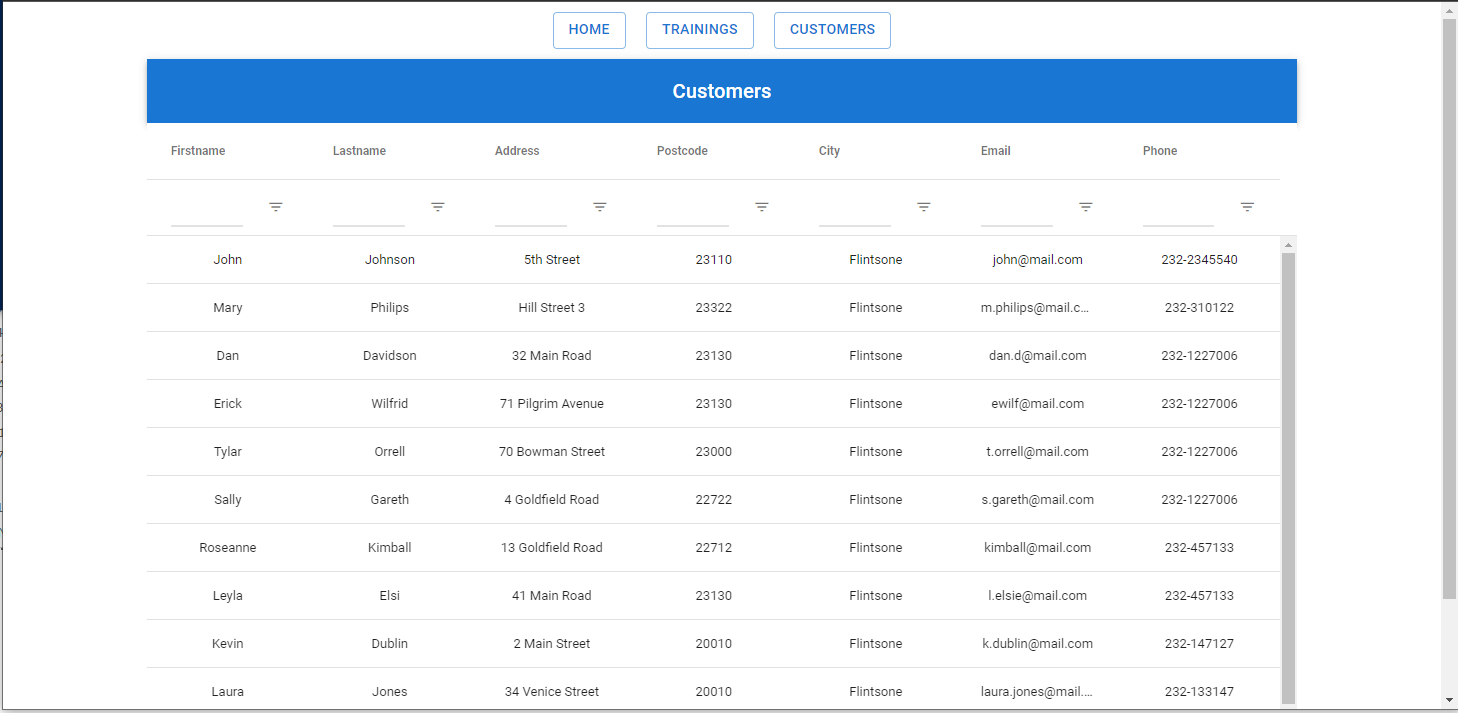 HOME TRAININGS CUSTOMERS
Customers
Firstname Lastname Address Postcode City Email Phone
John Johnson 5th Street 23110 Flintsone john@mail.com 232-2345540
Mary Philips Hill Street 3 23322 Flintsone m.philips@mail.c... 232-310122
Dan Davidson 32 Main Road 23130 Flintsone dan.d@mail.com 232-1227006
Erick Wilfrid 71 Pilgrim Avenue 23130 Flintsone ewilf@mail.com 232-1227006
Tylar Orrell 70 Bowman Street 23000 Flintsone t.orrell@mail.com 232-1227006
Sally Gareth 4 Goldfield Road 22722 Flintsone s.gareth@mail.com 232-1227006
Roseanne Kimball 13 Goldfield Road 22712 Flintsone kimball@mail.com 232-457133
Leyla Elsi 41 Main Road 23130 Flintsone l.elsie@mail.com 232-457133
Kevin Dublin 2 Main Street 20010 Flintsone k.dublin@mail.com 232-147127
Laura Jones 34 Venice Street 20010 Flintsone laura.jones@mail.... 232-133147